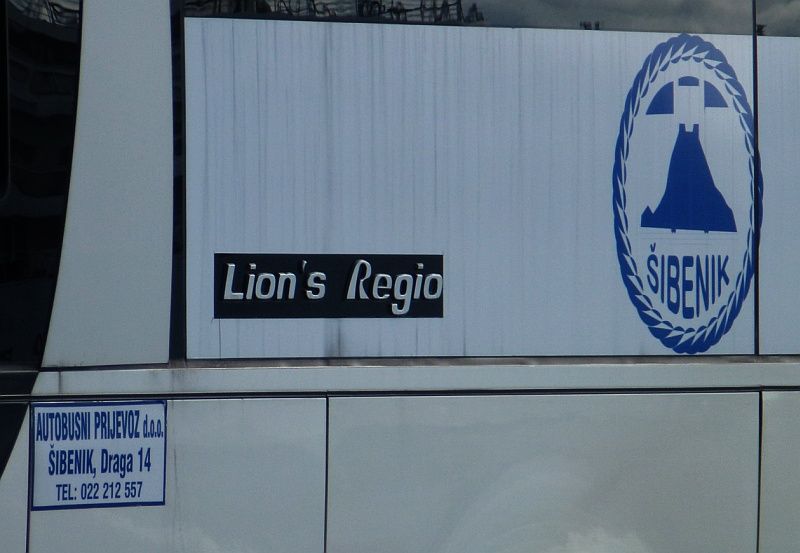 Lion's Regio
ŠIBENIK
AUTOBUSNI PRIJEVOZ d.o.o.
ŠIBENIK, Draga 14
TEL: 022 212 557